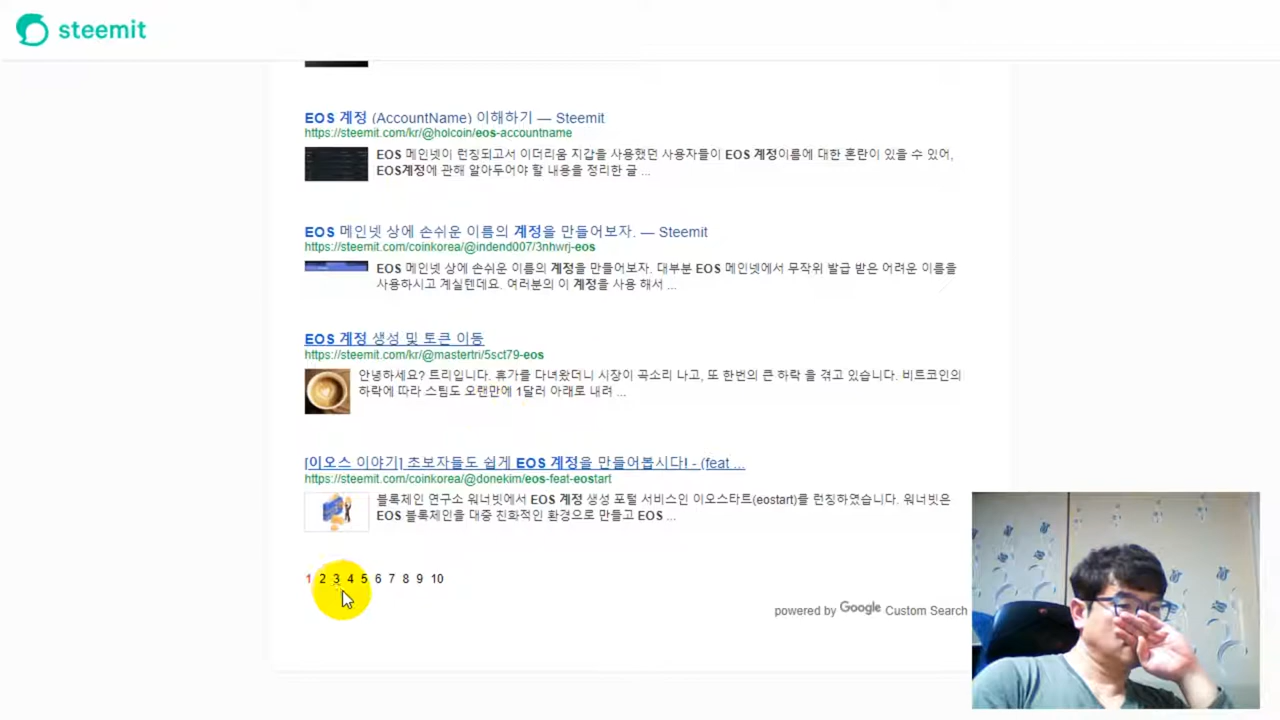 steemit
EOS 계정 (AccountName) 이해하기 — Steemit
https://steemit.com/kr/@holcoin/eos-accountname
EOS 메인넷이 런칭되고서 이더리움 지갑을 사용했던 사용자들이 EOS 계정이름에 대한 혼란이 있을 수 있어,
EOS계정에 관해 알아두어야 할 내용을 정리한 글 ...
EOS 메인넷 상에 손쉬운 이름의 계정을 만들어보자. — Steemit
https://steemit.com/coinkorea/@indend007/3nhwrj-eos
EOS 메인넷 상에 손쉬운 이름의 계정을 만들어보자. 대부분 EOS 메인넷에서 무작위 발급 받은 어려운 이름을
사용하시고 계실텐데요. 여러분의 이 계정을 사용 해서 ...
EOS 계정 생성 및 토큰 이동
https://steemit.com/kr/@mastertri/5sct79-eos
안녕하세요? 트리입니다. 휴가를 다녀왔더니 시장이 곡소리 나고, 또 한번의 큰 하락 을 겪고 있습니다. 비트코인의
하락에 따라 스팀도 오랜만에 1달러 아래로 내려 ...
[이오스 이야기] 초보자들도 쉽게 EOS 계정을 만들어봅시다! - (feat ...
https://steemit.com/coinkorea/@donekim/eos-feat-eostart
블록체인 연구소 워너빗에서 EOS 계정 생성 포털 서비스인 이오스타트(eostart)를 런칭하였습니다. 워너빗은
EOS 블록체인을 대중 친화적인 환경으로 만들고 EOS ...
1 2 3 4 5 6 7 8 9 10
powered by Google Custom Search